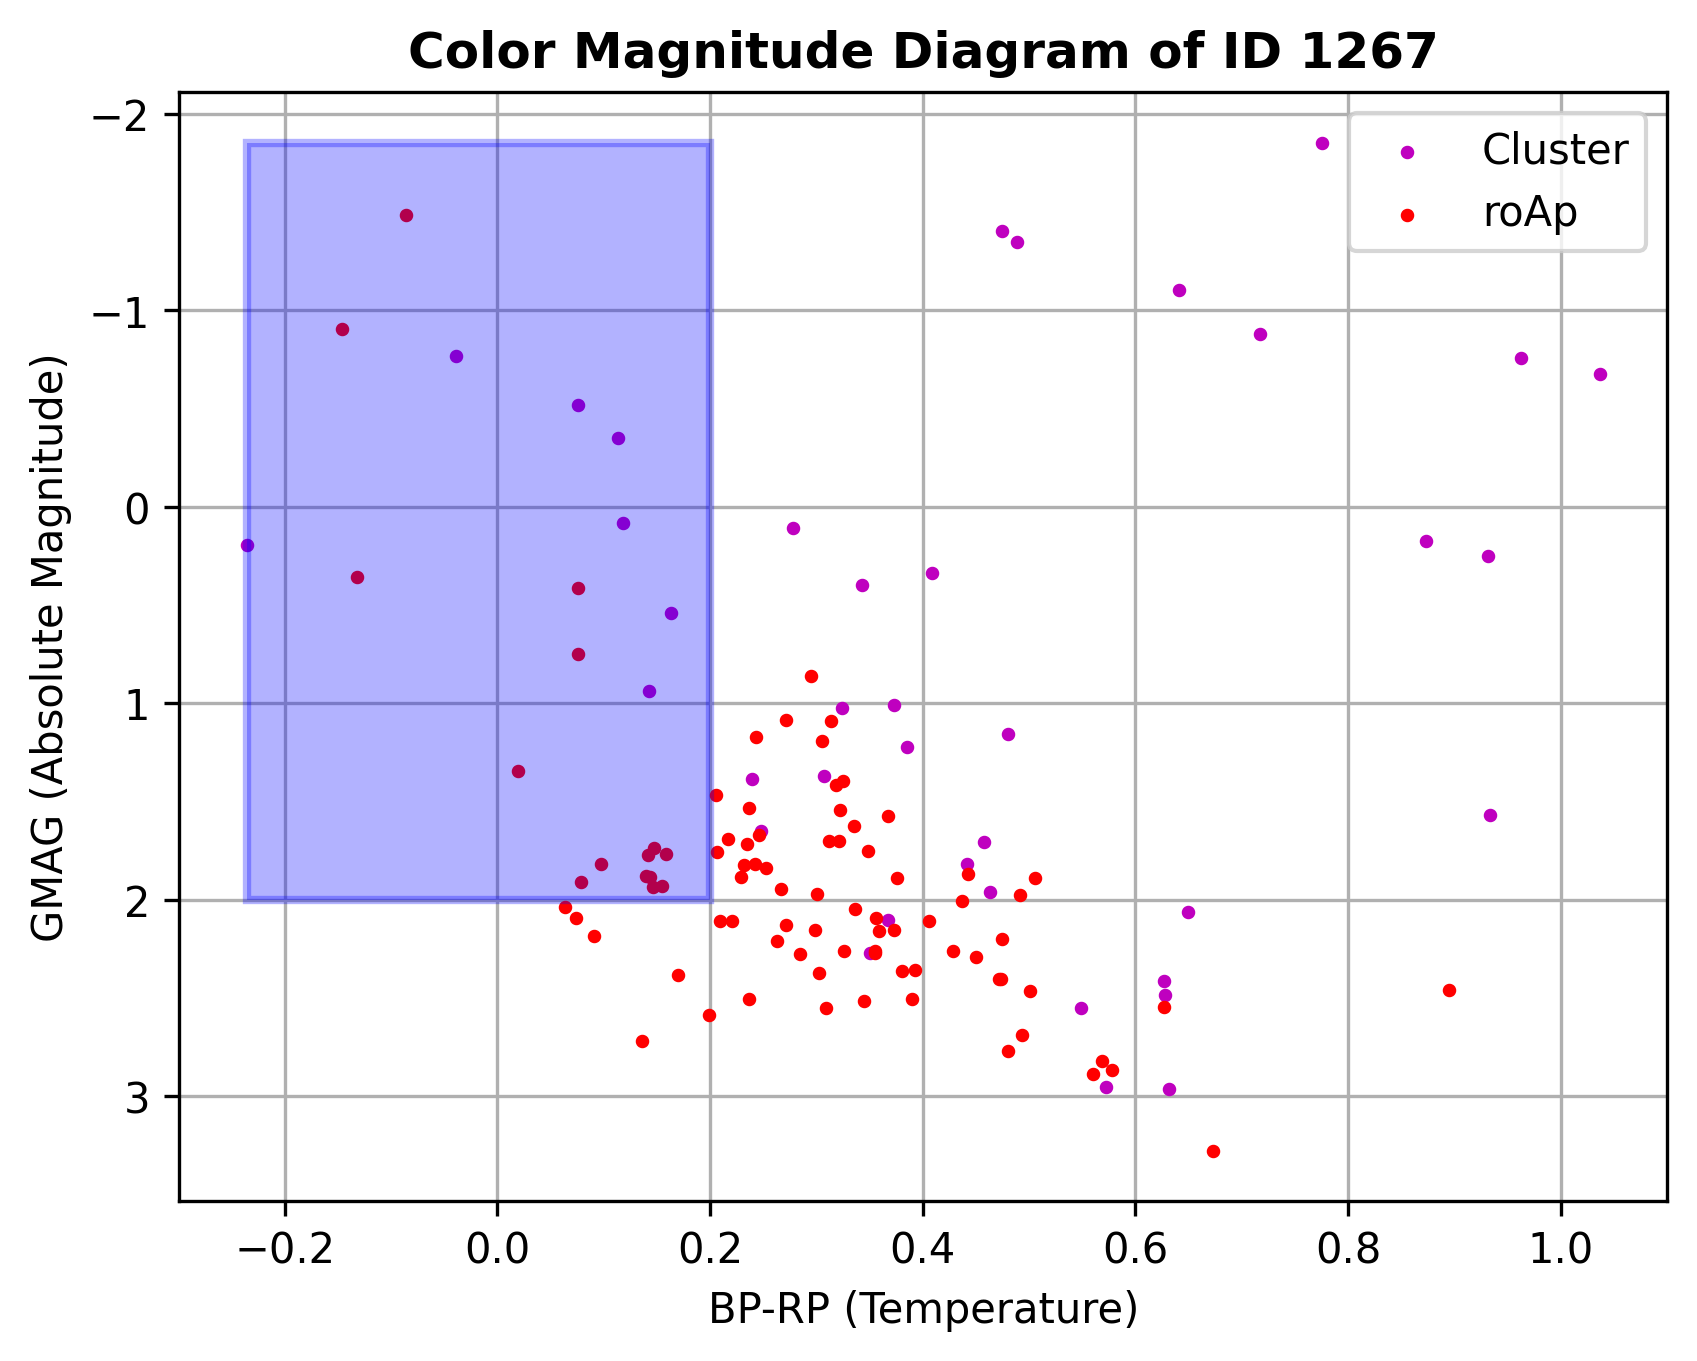 Color Magnitude Diagram of ID 1267
Cluster
roAp
−2
−1
0
1
2
3
GMAG (Absolute Magnitude)
−0.2 0.0 0.2 0.4 0.6 0.8 1.0
BP-RP (Temperature)